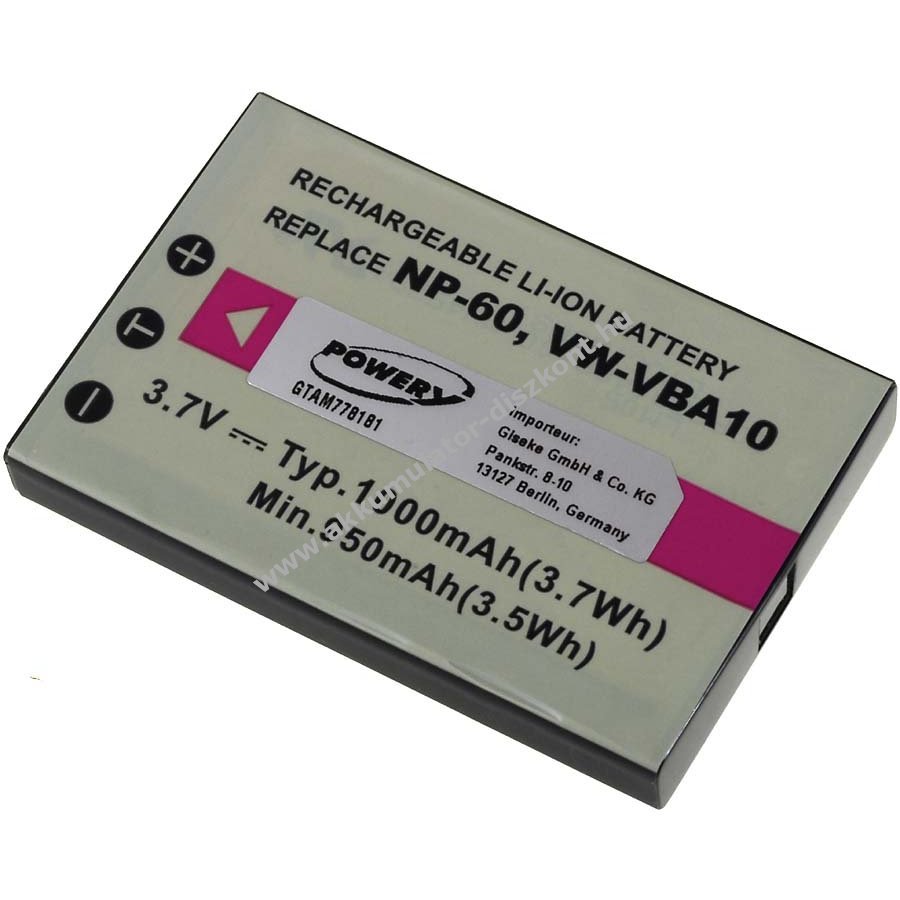 RECHARGEABLE LI-ION BATTERY
REPLACE NP-60, VW-VBA10
+
T
−
POWERY
GTAM778181
Importeur:
Giseke GmbH & Co. KG
Pankstr. 8-10
13127 Berlin, Germany
3.7V ⎓ Typ.1000mAh(3.7Wh)
Min.950mAh(3.5Wh)
www.akkumulator-diszkont.hu